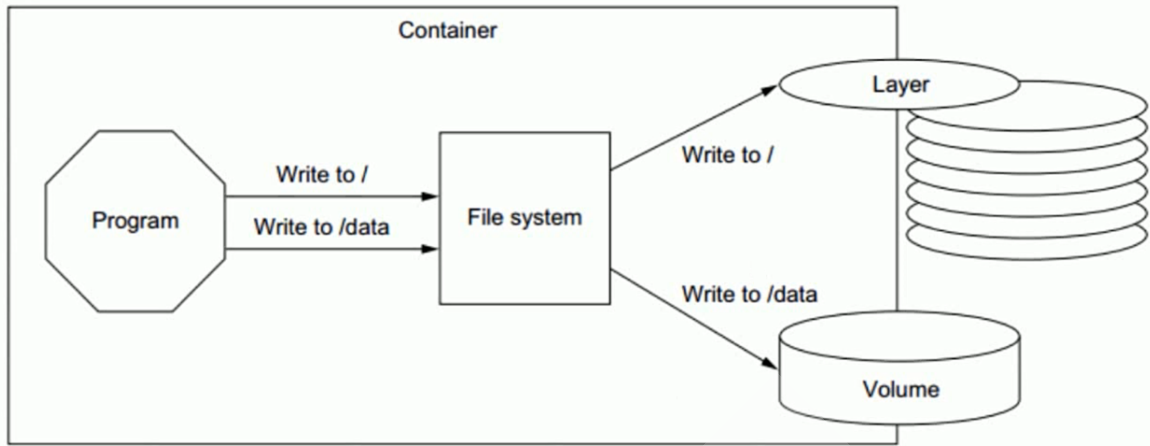 Container
Layer
Write to /
Write to /
Program
File system
Write to /data
Write to /data
Volume